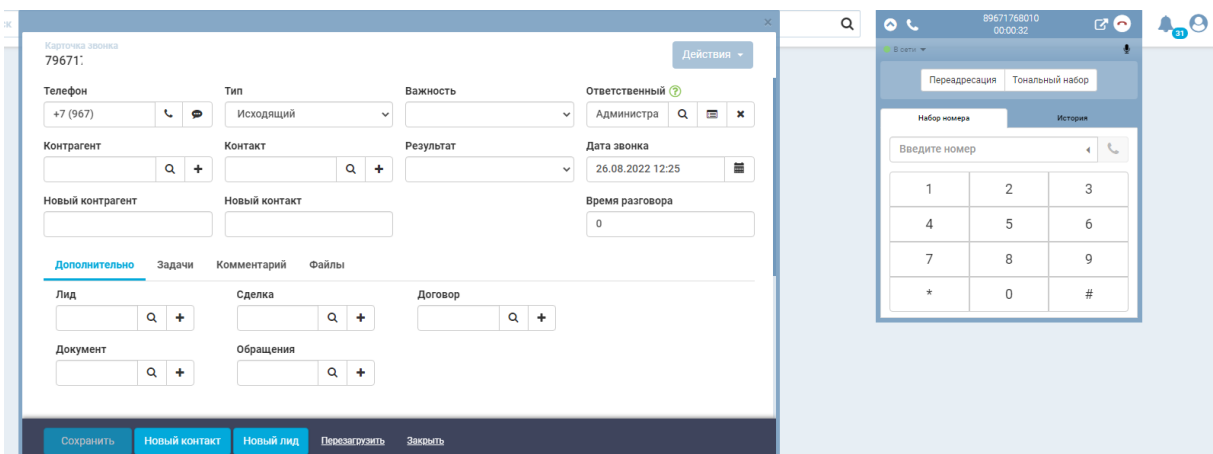 Карточка звонка
79671
Действия
Телефон
Тип
Важность
Ответственный
+7 (967)
Исходящий
Администра
Контрагент
Контакт
Результат
Дата звонка
26.08.2022 12:25
Новый контрагент
Новый контакт
Время разговора
0
Дополнительно
Задачи
Комментарий
Файлы
Лид
Сделка
Договор
Документ
Обращения
Сохранить
Новый контакт
Новый лид
Перезагрузить
Закрыть
89671768010
00:00:32
31
В сети
Переадресация
Тональный набор
Набор номера
История
Введите номер
1 2 3
4 5 6
7 8 9
* 0 #